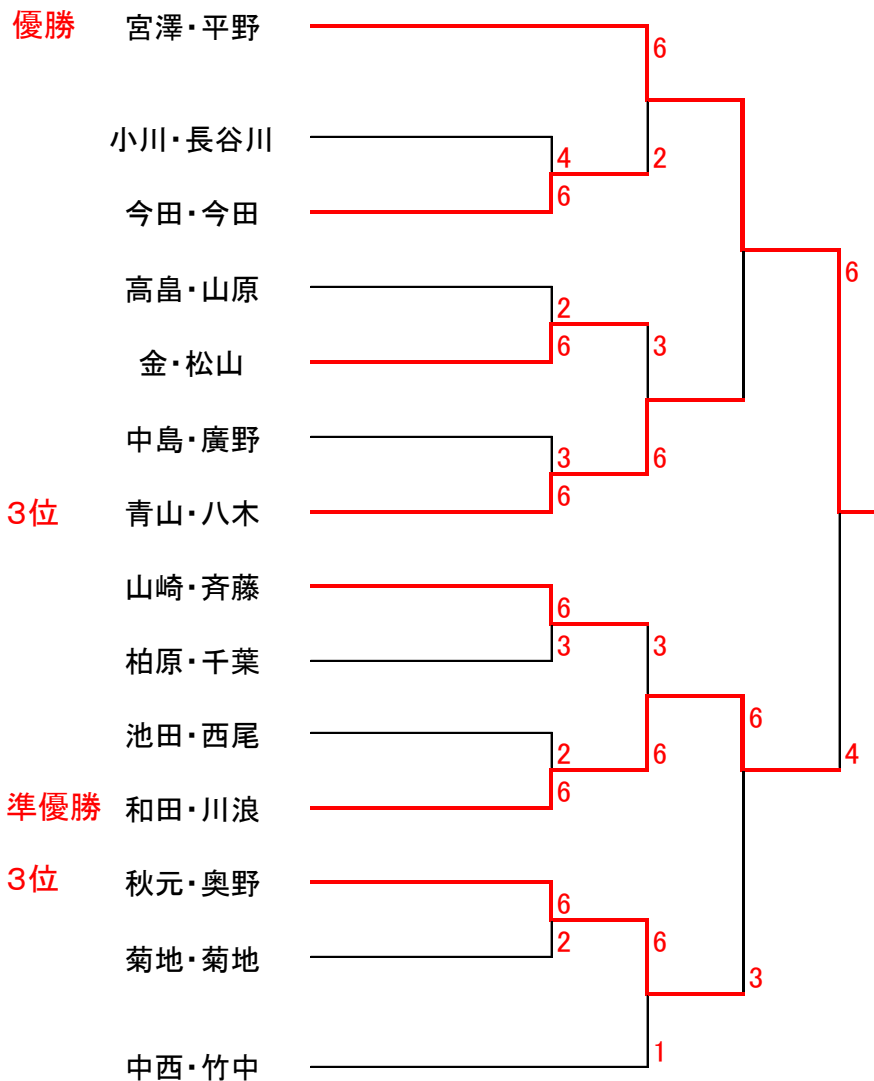 優勝 宮澤・平野
6
小川・長谷川
4
2
今田・今田
6
6
高畠・山原
2
金・松山
6
3
中島・廣野
3
6
3位 青山・八木
6
山崎・斉藤
6
柏原・千葉
3
3
池田・西尾
2
6
6
4
準優勝 和田・川浪
6
3位 秋元・奥野
6
菊地・菊地
2
6
3
中西・竹中
1